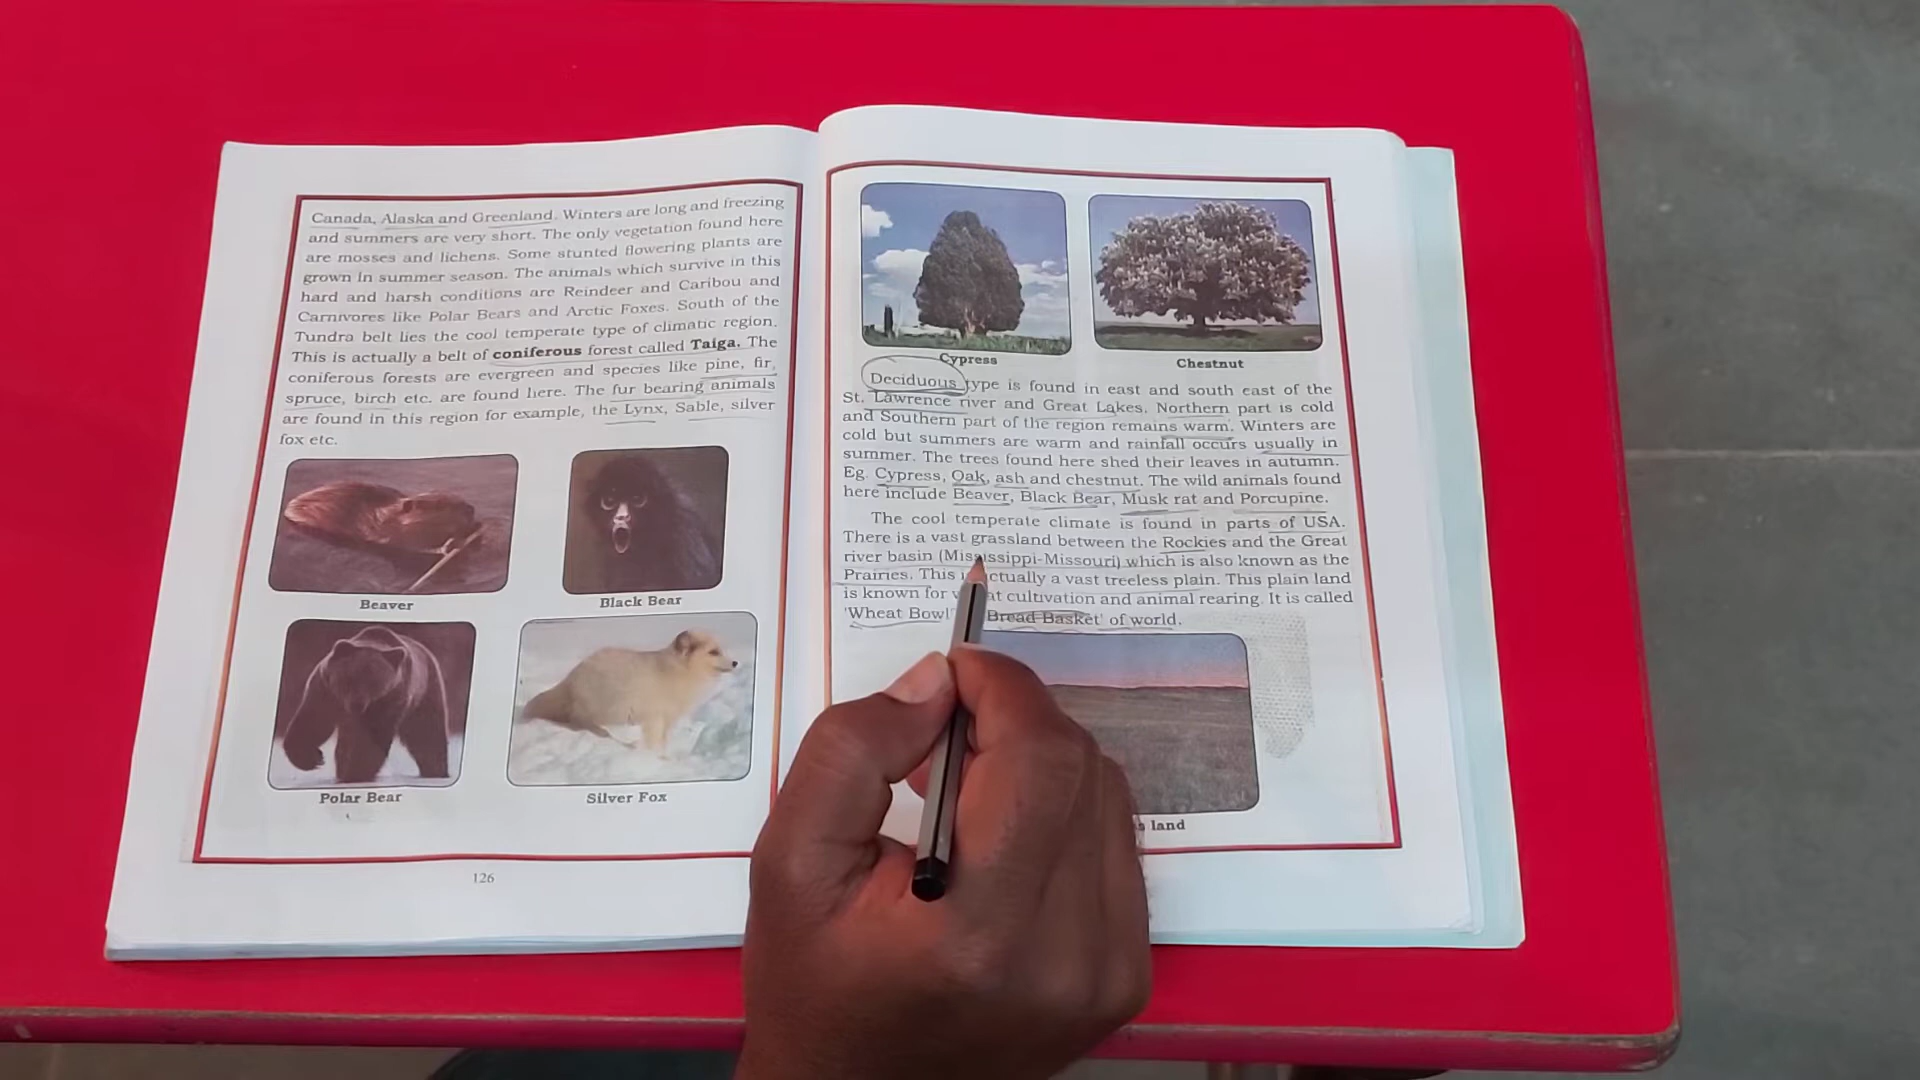 Canada, Alaska and Greenland. Winters are long and freezing
and summers are very short. The only vegetation found here
are mosses and lichens. Some stunted flowering plants are
grown in summer season. The animals which survive in this
hard and harsh conditions are Reindeer and Caribou and
Carnivores like Polar Bears and Arctic Foxes. South of the
Tundra belt lies the cool temperate type of climatic region.
This is actually a belt of coniferous forest called Taiga. The
coniferous forests are evergreen and species like pine, fir,
spruce, birch etc. are found here. The fur bearing animals
are found in this region for example, the Lynx, Sable, silver
fox etc.
Beaver
Black Bear
Polar Bear
Silver Fox
126
Cypress
Chestnut
Deciduous type is found in east and south east of the
St. Lawrence river and Great Lakes. Northern part is cold
and Southern part of the region remains warm. Winters are
cold but summers are warm and rainfall occurs usually in
summer. The trees found here shed their leaves in autumn.
Eg. Cypress, Oak, ash and chestnut. The wild animals found
here include Beaver, Black Bear, Musk rat and Porcupine.
The cool temperate climate is found in parts of USA.
There is a vast grassland between the Rockies and the Great
river basin (Mississippi-Missouri) which is also known as the
Prairies. This actually a vast treeless plain. This plain land
is known for cultivation and animal rearing. It is called
'Wheat Bowl' Bread Basket' of world.
land